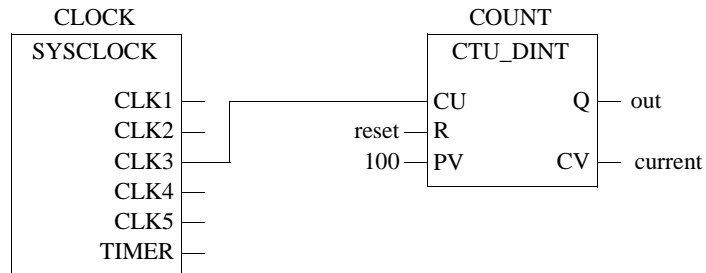 CLOCK
SYSCLOCK
CLK1
CLK2
CLK3
CLK4
CLK5
TIMER
COUNT
CTU_DINT
CU Q out
reset R
100 PV CV current